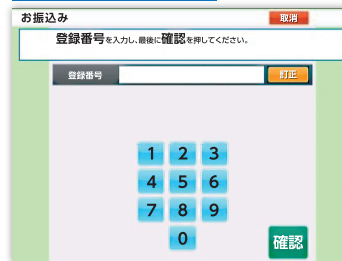 お振込み 取消
登録番号を入力し、最後に確認を押してください。
登録番号 訂正
1 2 3
4 5 6
7 8 9
0 確認